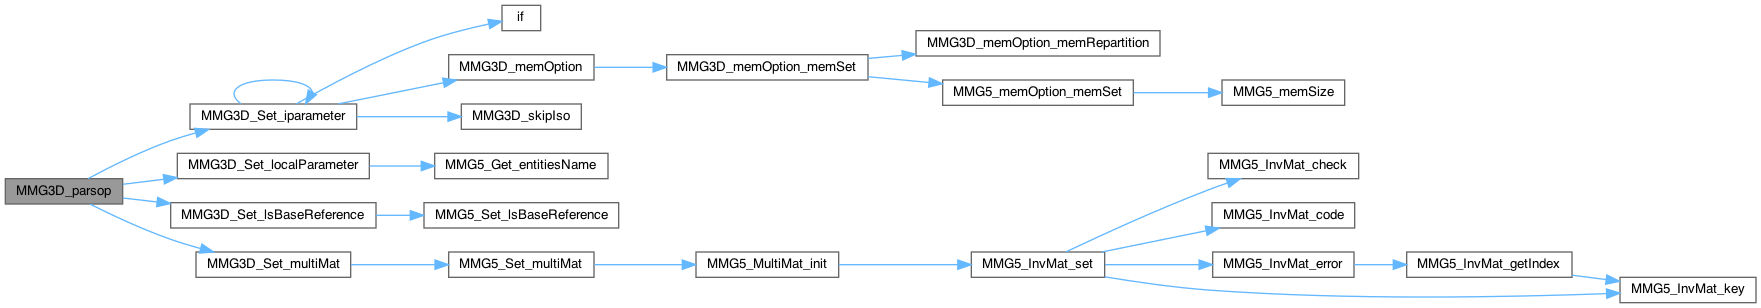 if
MMG3D_memOption_memRepartition
MMG3D_memOption
MMG3D_memOption_memSet
MMG5_memOption_memSet
MMG5_memSize
MMG3D_Set_iparameter
MMG3D_skipIso
MMG3D_Set_localParameter
MMG5_Get_entitiesName
MMG5_InvMat_check
MMG3D_parsop
MMG3D_Set_lsBaseReference
MMG5_Set_lsBaseReference
MMG5_InvMat_code
MMG3D_Set_multiMat
MMG5_Set_multiMat
MMG5_MultiMat_init
MMG5_InvMat_set
MMG5_InvMat_error
MMG5_InvMat_getIndex
MMG5_InvMat_key